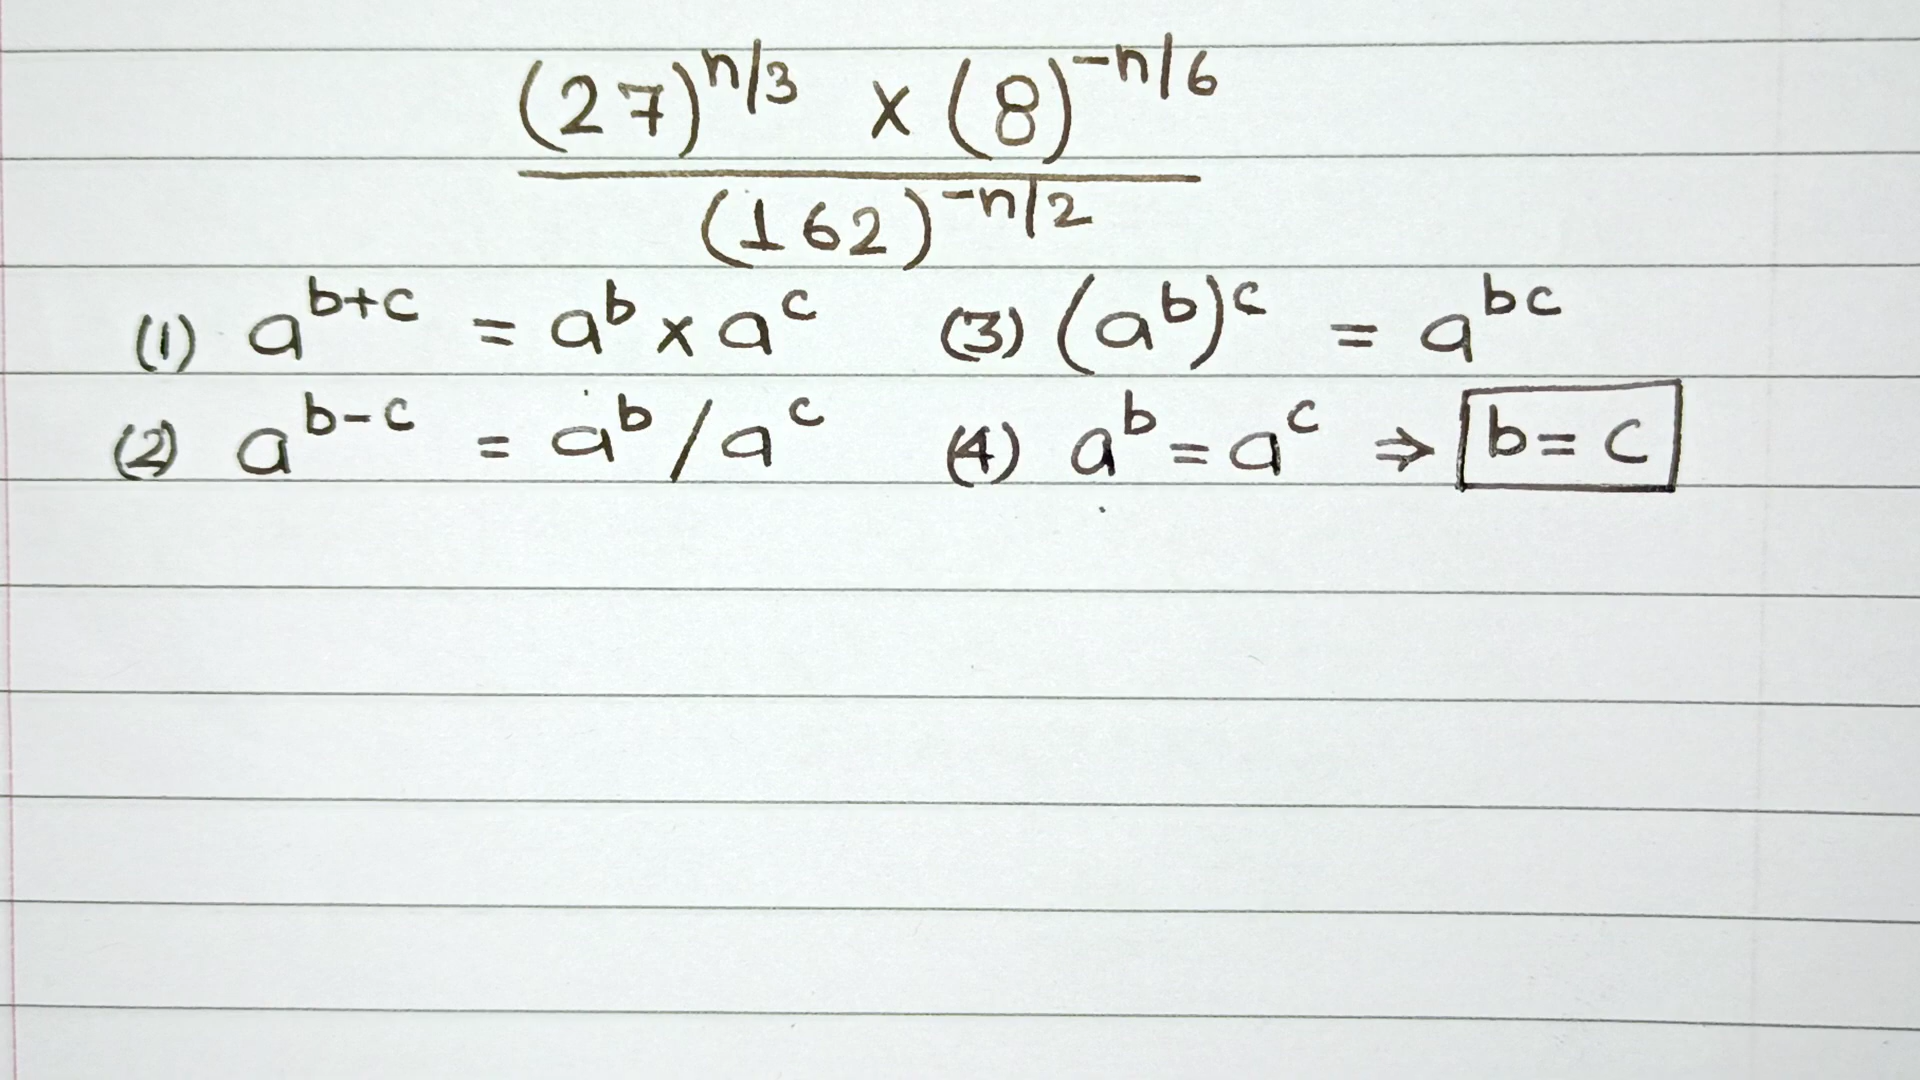 (27)^n/3 × (8)^-n/6
(162)^-n/2
(1) a^b+c = a^b × a^c (3) (a^b)^c = a^bc
(2) a^b-c = a^b / a^c (4) a^b = a^c ⇒ b = c